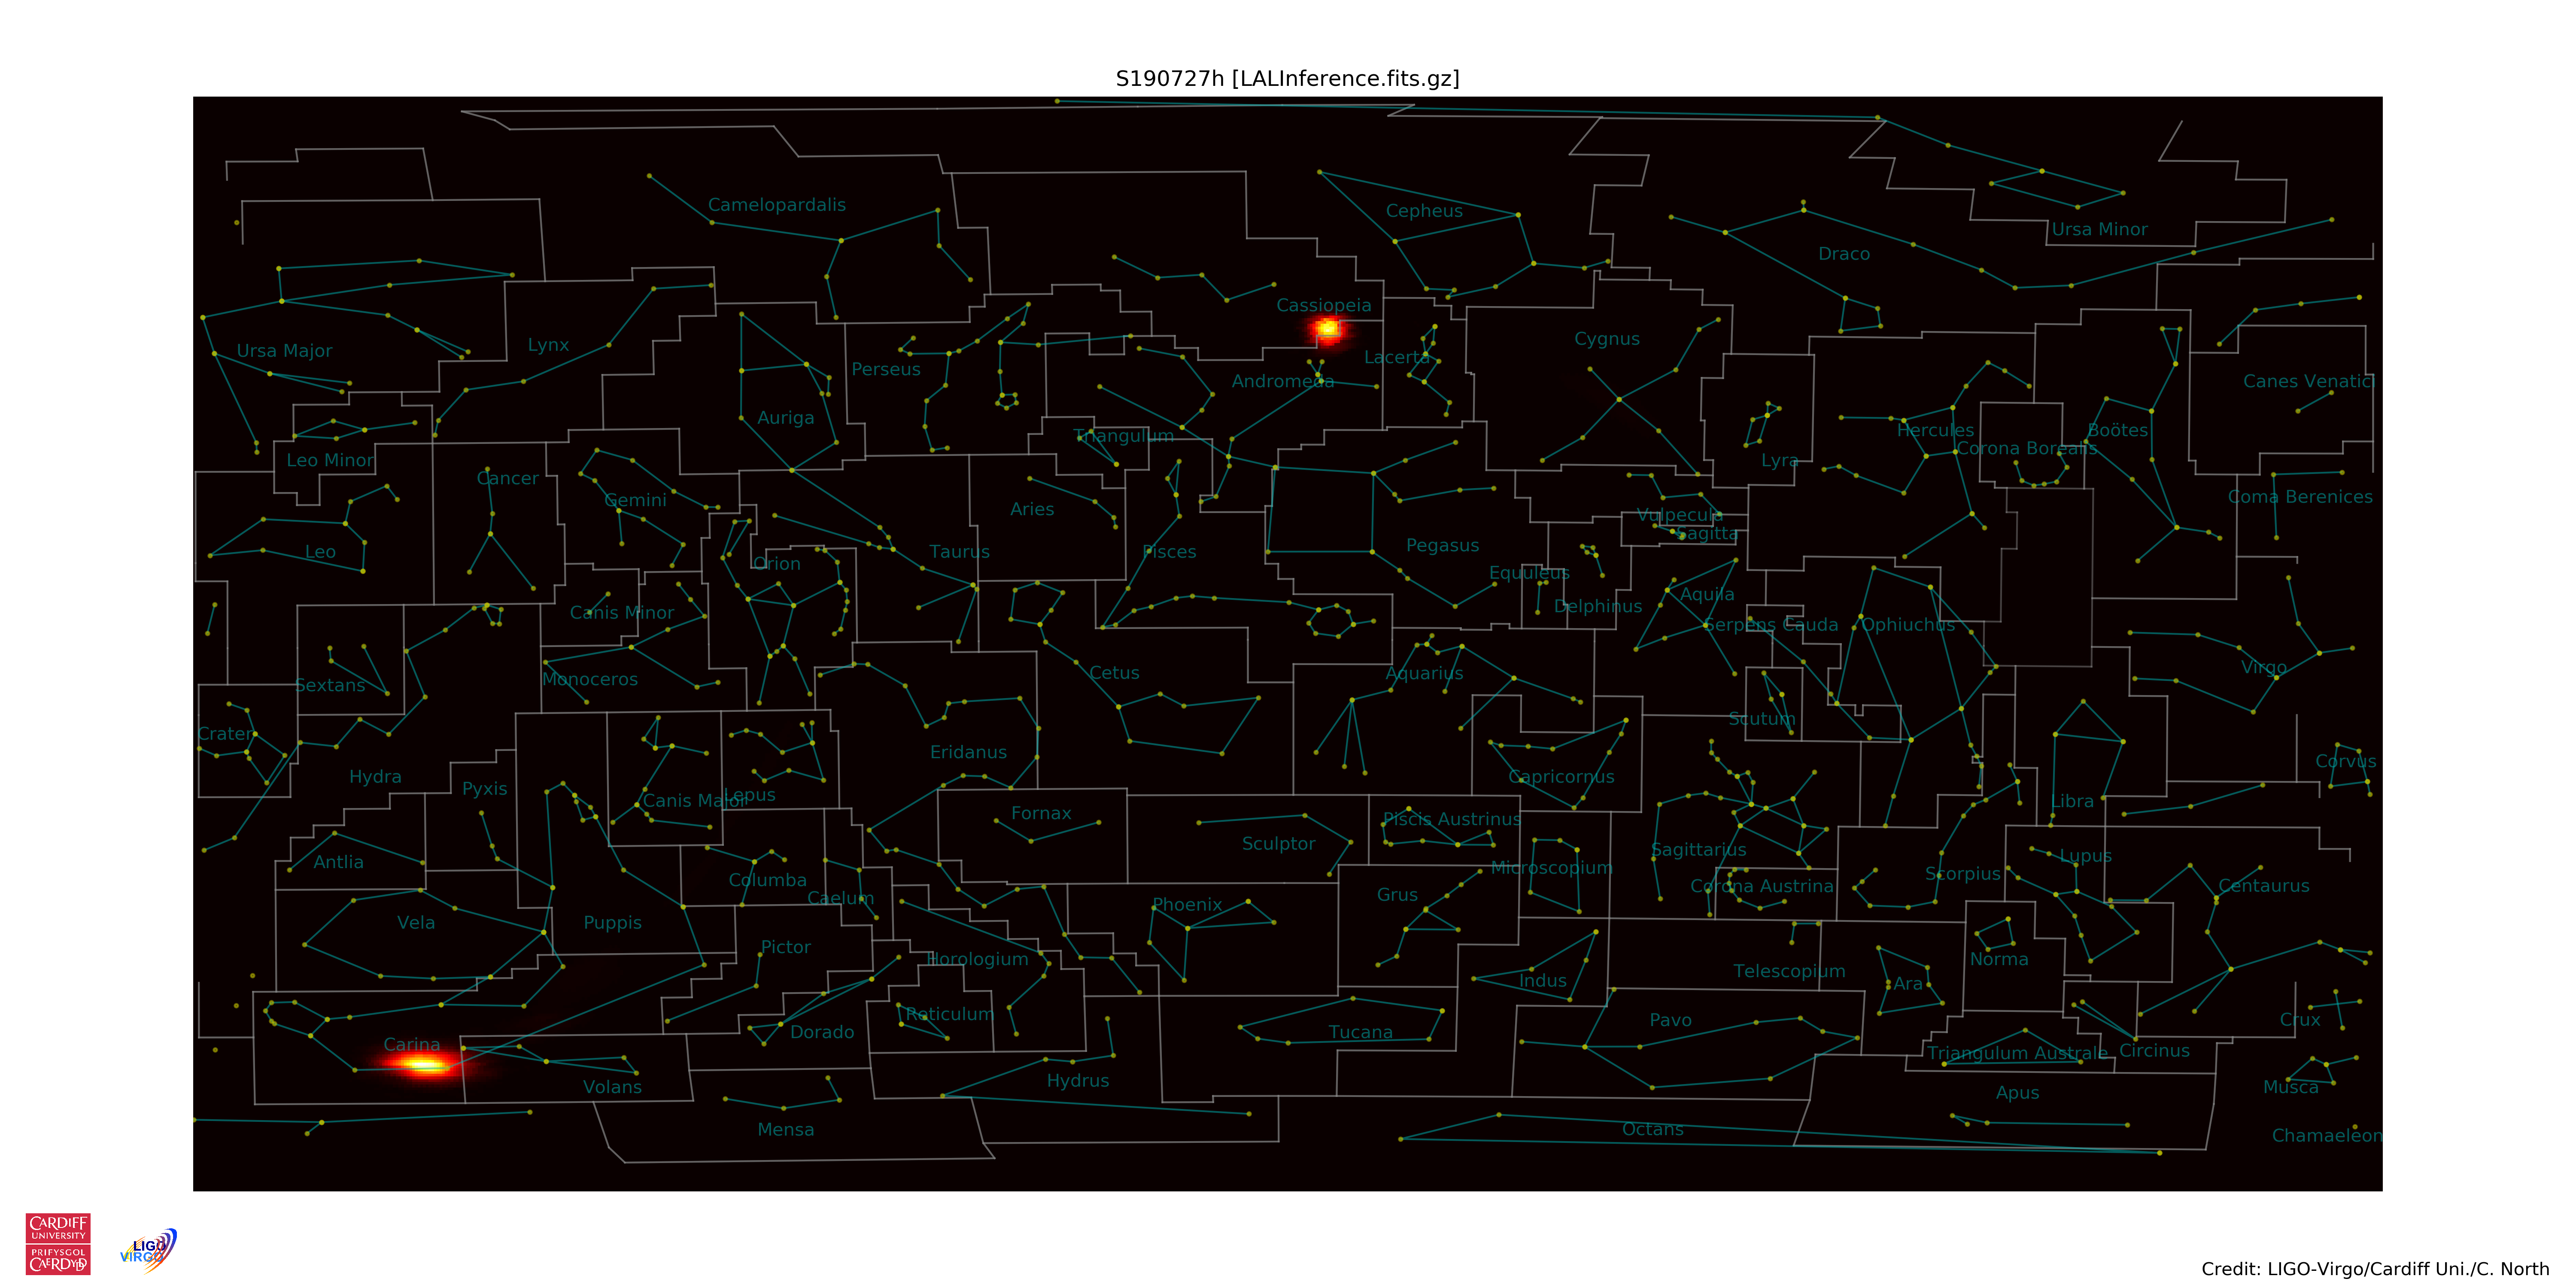 S190727h [LALInference.fits.gz]
Camelopardalis
Cepheus
Ursa Minor
Draco
Cassiopeia
Ursa Major
Lynx
Perseus
Lacerta
Cygnus
Andromeda
Canes Venatici
Auriga
Triangulum
Hercules
Boötes
Corona Borealis
Leo Minor
Lyra
Cancer
Gemini
Aries
Coma Berenices
Vulpecula
Sagitta
Leo
Orion
Taurus
Pisces
Pegasus
Equuleus
Canis Minor
Delphinus
Aquila
Serpens Cauda
Ophiuchus
Sextans
Monoceros
Cetus
Aquarius
Virgo
Crater
Scutum
Eridanus
Hydra
Pyxis
Capricornus
Corvus
Canis Major
Lepus
Libra
Fornax
Piscis Austrinus
Antlia
Sculptor
Sagittarius
Lupus
Columba
Caelum
Microscopium
Corona Austrina
Scorpius
Centaurus
Vela
Puppis
Phoenix
Grus
Pictor
Horologium
Indus
Telescopium
Ara
Norma
Carina
Dorado
Reticulum
Tucana
Pavo
Crux
Triangulum Australe
Circinus
Volans
Hydrus
Apus
Musca
Mensa
Octans
Chamaeleon
CARDIFF
UNIVERSITY
PRIFYSGOL
CAERDYDD
LIGO
VIRGO
Credit: LIGO-Virgo/Cardiff Uni./C. North